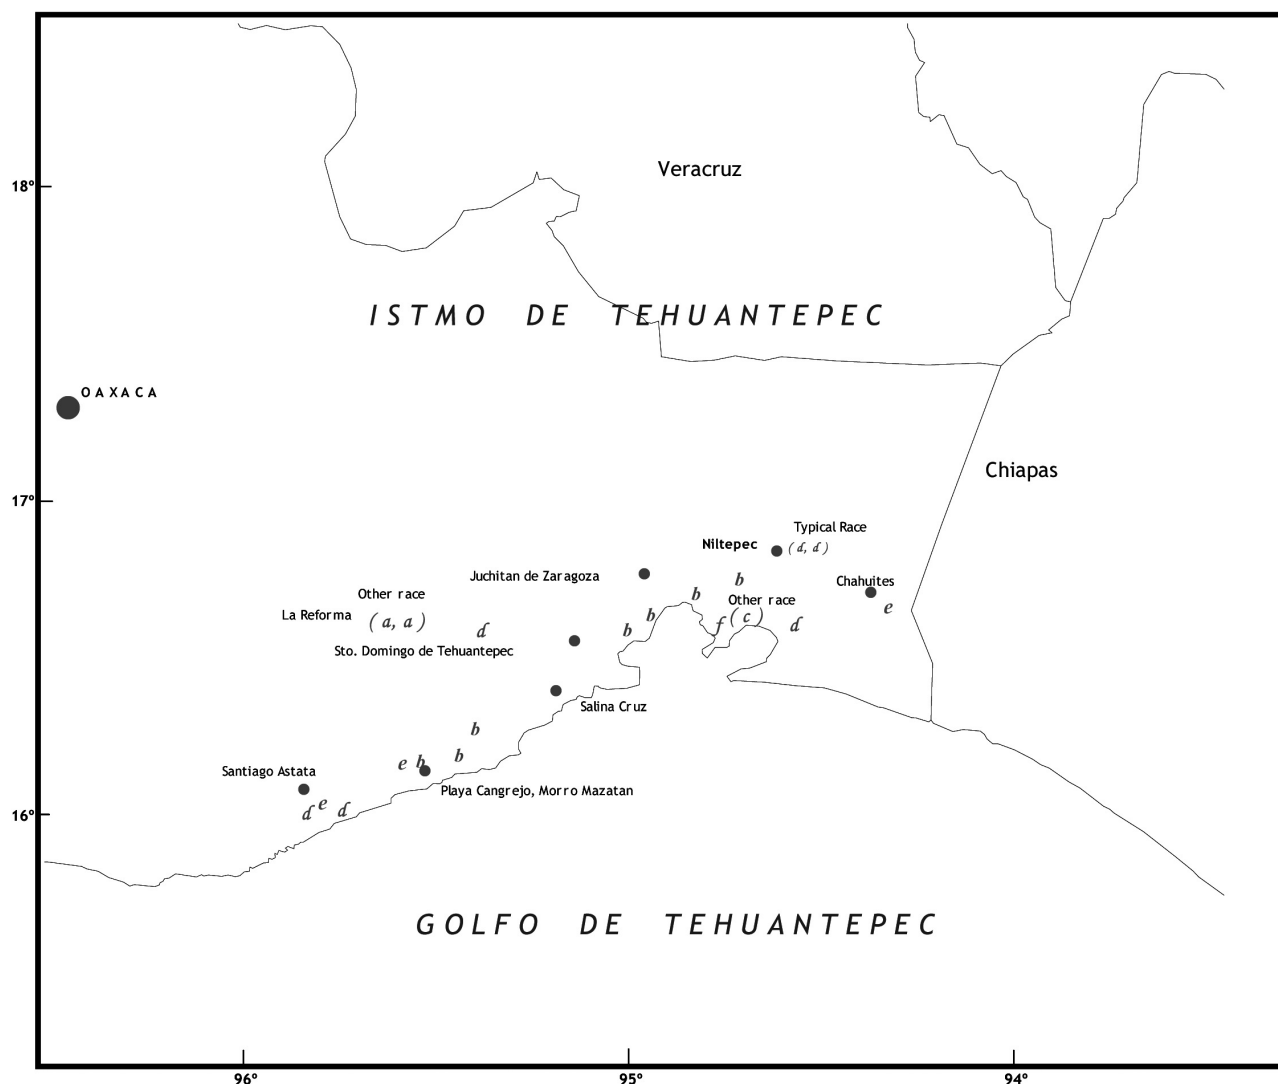 18º
Veracruz
ISTMO DE TEHUANTEPEC
OAXACA
Chiapas
17º
Typical Race
Niltepec
(d, d)
Juchitan de Zaragoza
Chahuites
b
Other race
b
Other race
e
La Reforma
(a, a)
d
b
b
f
(c)
d
Sto. Domingo de Tehuantepec
Salina Cruz
b
e
b
b
Santiago Astata
Playa Cangrejo, Morro Mazatan
d
e
d
16º
GOLFO DE TEHUANTEPEC
96º
95º
94º